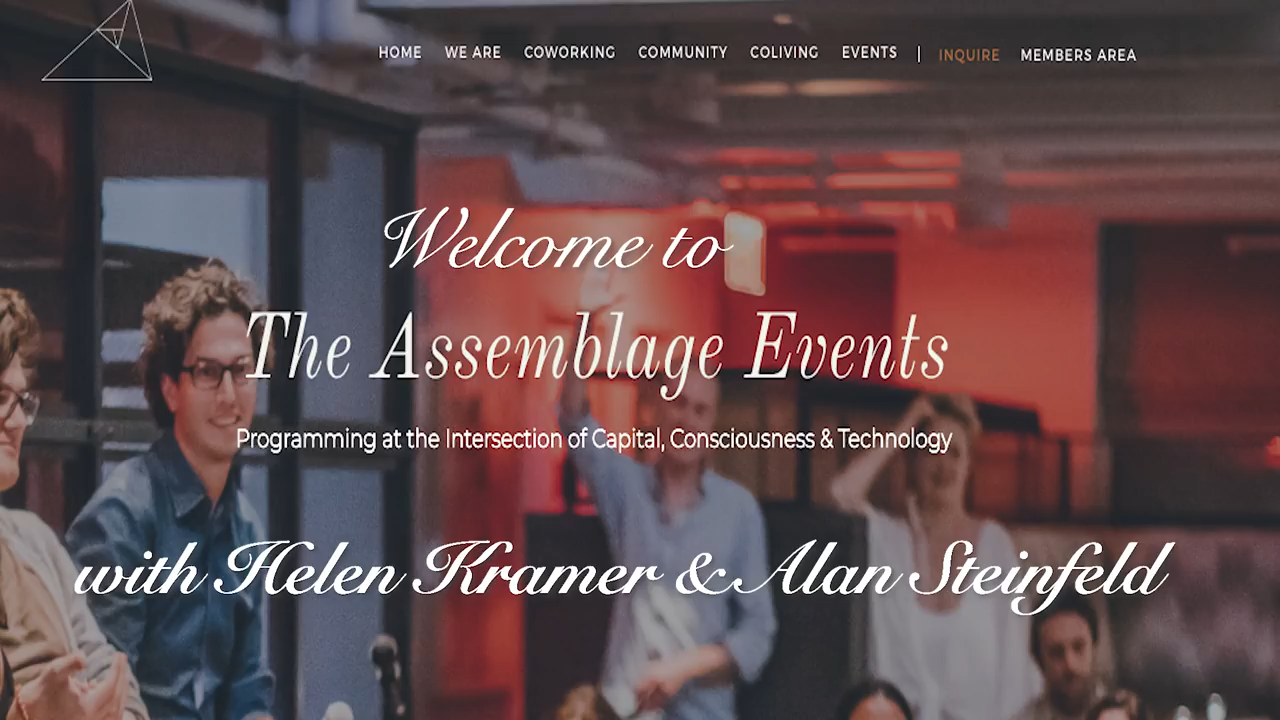 HOME WE ARE COWORKING COMMUNITY COLIVING EVENTS | INQUIRE MEMBERS AREA
Welcome to
The Assemblage Events
Programming at the Intersection of Capital, Consciousness & Technology
with Helen Kramer & Alan Steinfeld